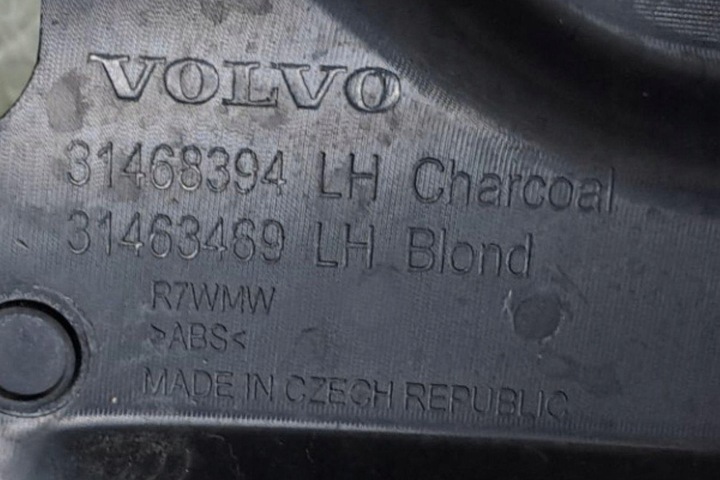 VOLVO
31468394 LH Charcoal
31463469 LH Blond
R7WMW
>ABS<
MADE IN CZECH REPUBLIC